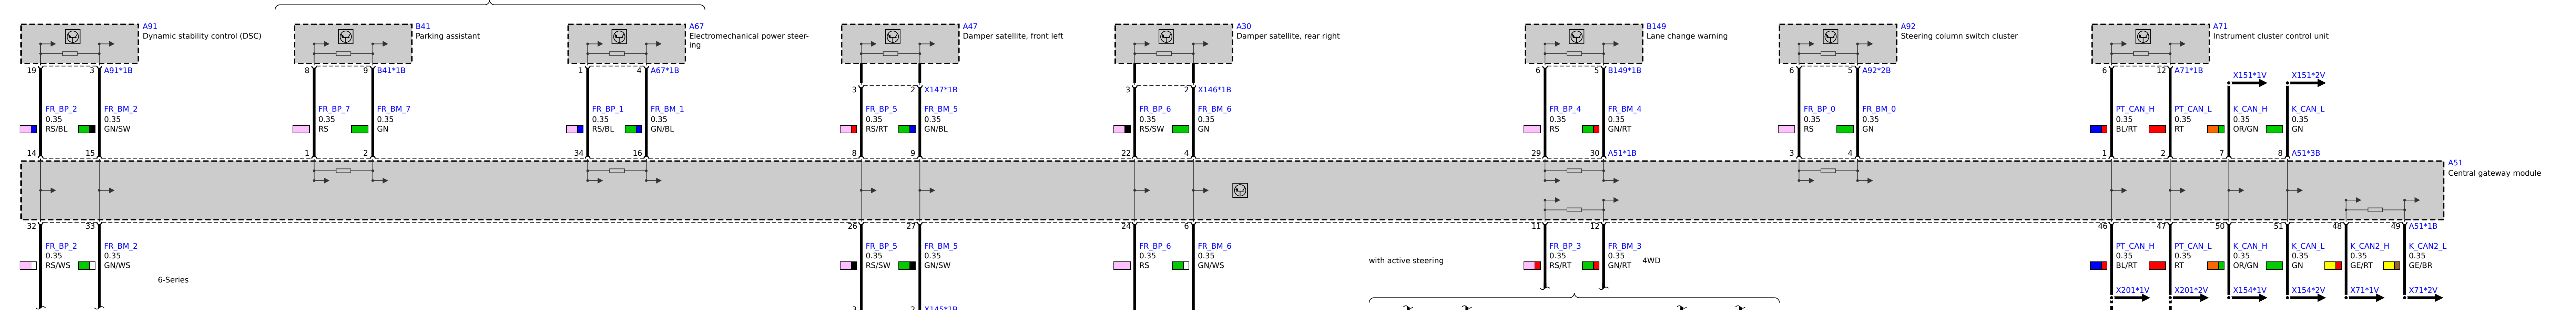 A91
Dynamic stability control (DSC)
B41
Parking assistant
A67
Electromechanical power steer-
ing
A47
Damper satellite, front left
A30
Damper satellite, rear right
B149
Lane change warning
A92
Steering column switch cluster
A71
Instrument cluster control unit
19 3 A91*1B
8 9 B41*1B
1 4 A67*1B
6 5 B149*1B
6 5 A92*2B
6 12 A71*1B
X151*1V X151*2V
3 2 X147*1B
3 2 X146*1B
FR_BP_2 FR_BM_2 FR_BP_7 FR_BM_7 FR_BP_1 FR_BM_1 FR_BP_5 FR_BM_5 FR_BP_6 FR_BM_6 FR_BP_4 FR_BM_4 FR_BP_0 FR_BM_0 PT_CAN_H PT_CAN_L K_CAN_H K_CAN_L
0.35 0.35 0.35 0.35 0.35 0.35 0.35 0.35 0.35 0.35 0.35 0.35 0.35 0.35 0.35 0.35 0.35 0.35
RS/BL GN/SW RS GN RS/BL GN/BL RS/RT GN/BL RS/SW GN RS GN/RT RS GN BL/RT RT OR/GN GN
14 15 1 2 34 16 8 9 22 4 29 30 A51*1B 3 4 1 2 7 8 A51*3B
A51
Central gateway module
32 33 26 27 24 6 11 12 46 47 50 51 48 49 A51*1B
FR_BP_2 FR_BM_2 FR_BP_5 FR_BM_5 FR_BP_6 FR_BM_6 FR_BP_3 FR_BM_3 PT_CAN_H PT_CAN_L K_CAN_H K_CAN_L K_CAN2_H K_CAN2_L
0.35 0.35 0.35 0.35 0.35 0.35 0.35 0.35 0.35 0.35 0.35 0.35 0.35 0.35
RS/WS GN/WS RS/SW GN/SW RS GN/WS RS/RT GN/RT BL/RT RT OR/GN GN GE/RT GE/BR
with active steering 4WD
6-Series
X201*1V X201*2V X154*1V X154*2V X71*1V X71*2V
3 2 X145*1B